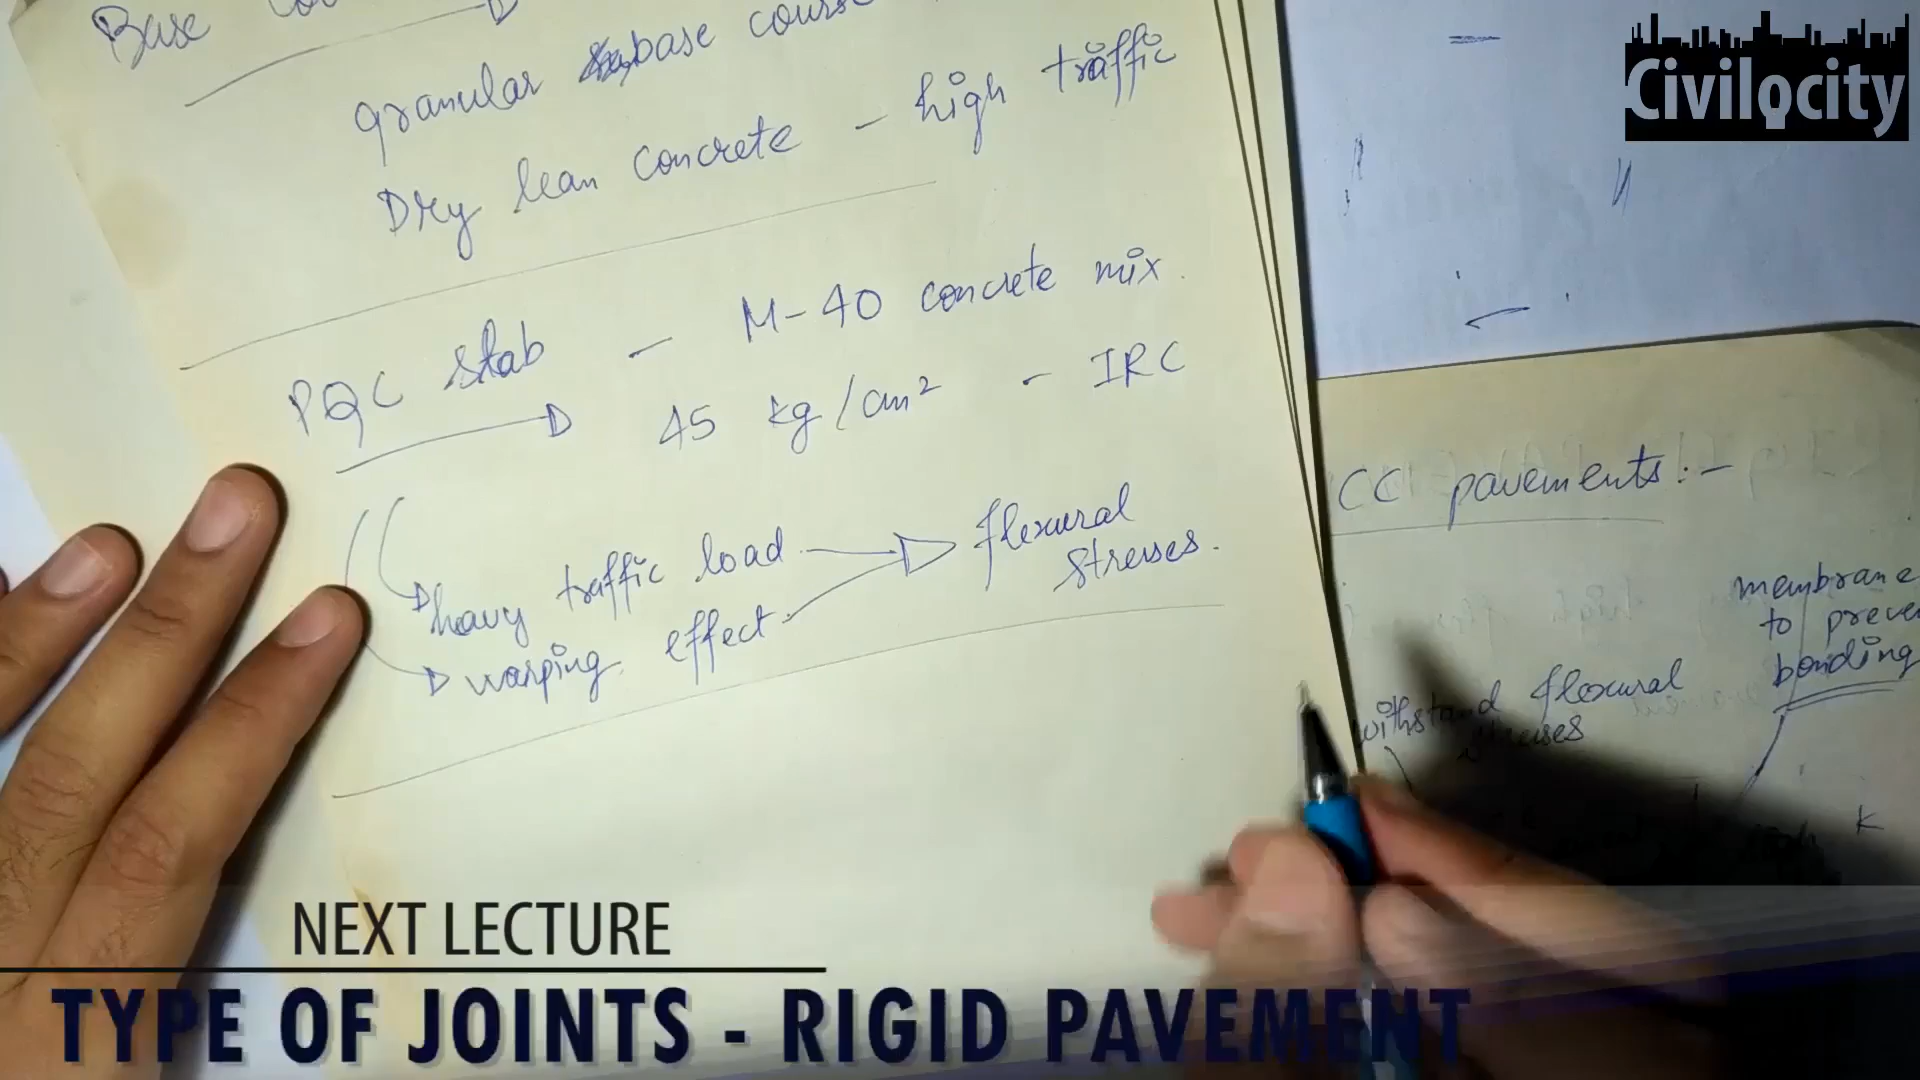 Base
granular base course
Dry lean concrete - high traffic
PQC slab - M-40 concrete mix.
45 kg/cm² - IRC
heavy traffic load
flexural
stresses.
warping effect
CC pavements:-
membrane
to preve
bonding
withstand flexural
stresses
k
Civilocity
NEXT LECTURE
TYPE OF JOINTS - RIGID PAVEMENT